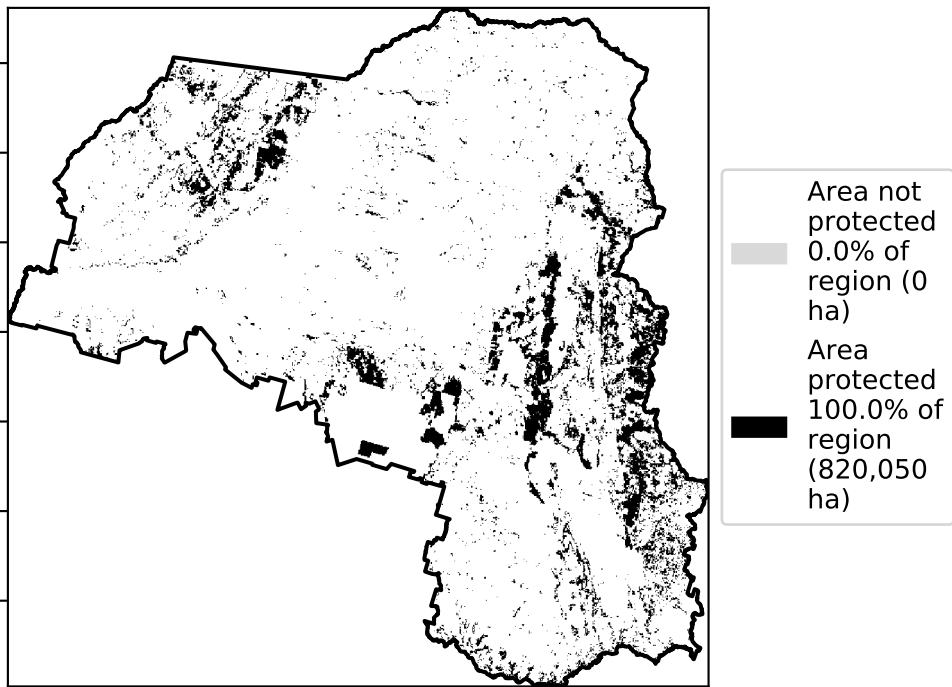 Area not
protected
0.0% of
region (0
ha)
Area
protected
100.0% of
region
(820,050
ha)